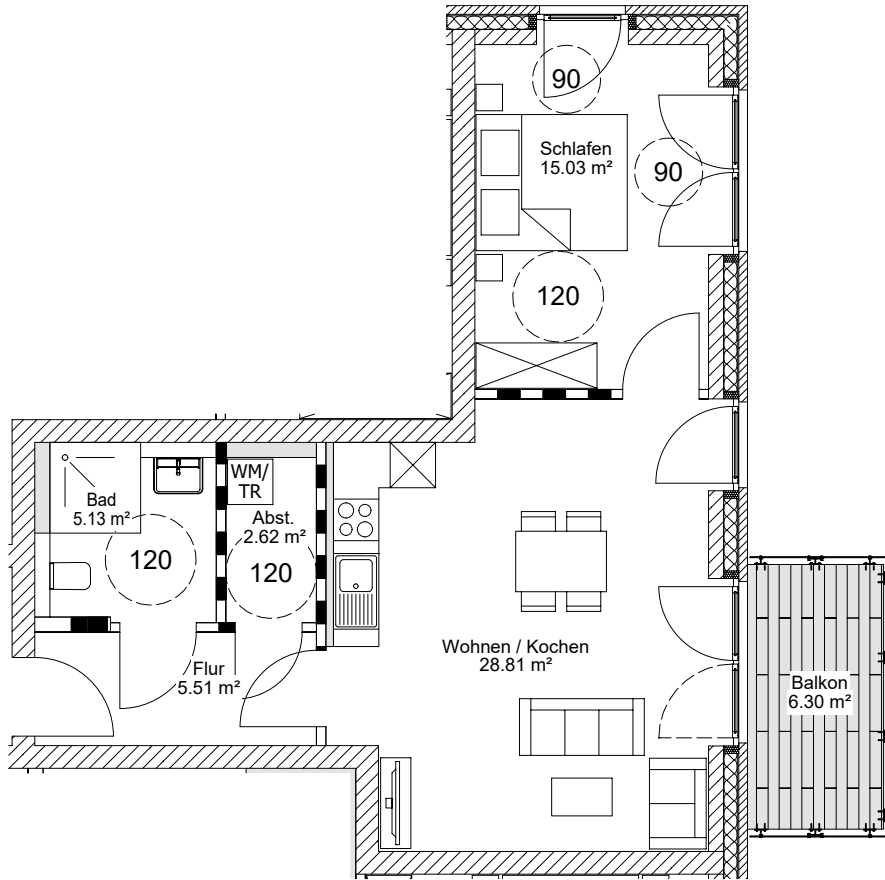 90
Schlafen
15.03 m²
90
120
WM/
TR
Bad
5.13 m²
Abst.
2.62 m²
120
120
Wohnen / Kochen
28.81 m²
Flur
5.51 m²
Balkon
6.30 m²